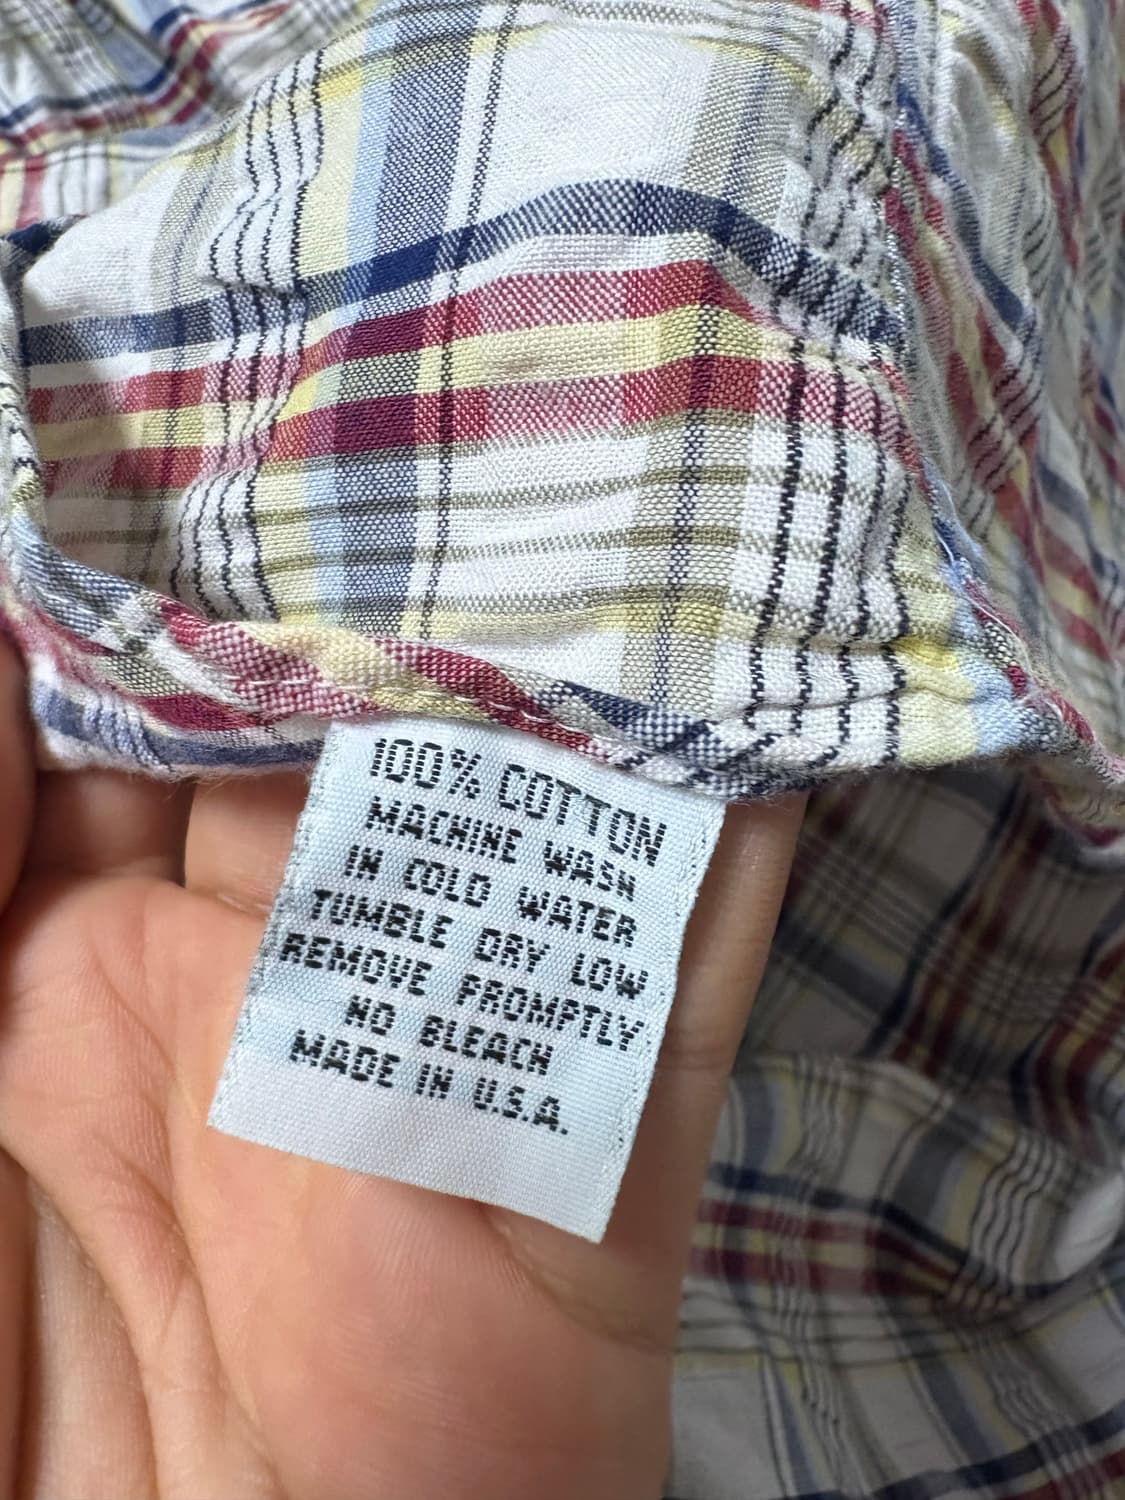 100% COTTON
MACHINE WASH
IN COLD WATER
TUMBLE DRY LOW
REMOVE PROMPTLY
NO BLEACH
MADE IN U.S.A.